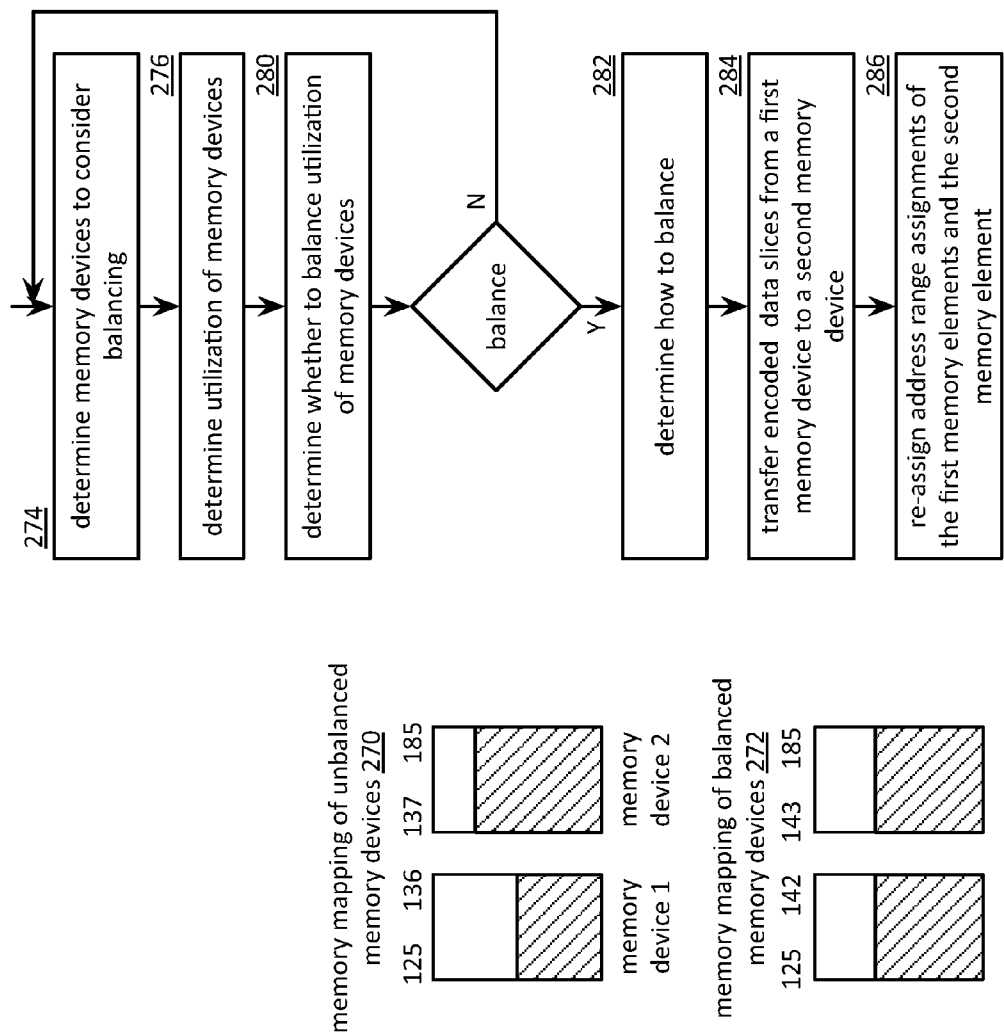 274
determine memory devices to consider
balancing
276
determine utilization of memory devices
280
determine whether to balance utilization
of memory devices
balance
N
Y
282
determine how to balance
284
transfer encoded data slices from a first
memory device to a second memory
device
286
re-assign address range assignments of
the first memory elements and the second
memory element
memory mapping of unbalanced
memory devices 270
125 136 137 185
memory
device 1
memory
device 2
memory mapping of balanced
memory devices 272
125 142 143 185